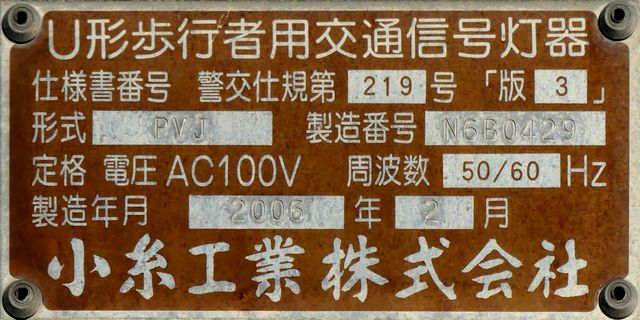 U形歩行者用交通信号灯器
仕様書番号 警交仕規第 219 号 「版 3 」
形式 PVJ 製造番号 N6B0429
定格 電圧 AC100V 周波数 50/60 Hz
製造年月 2006 年 2 月
小糸工業株式会社